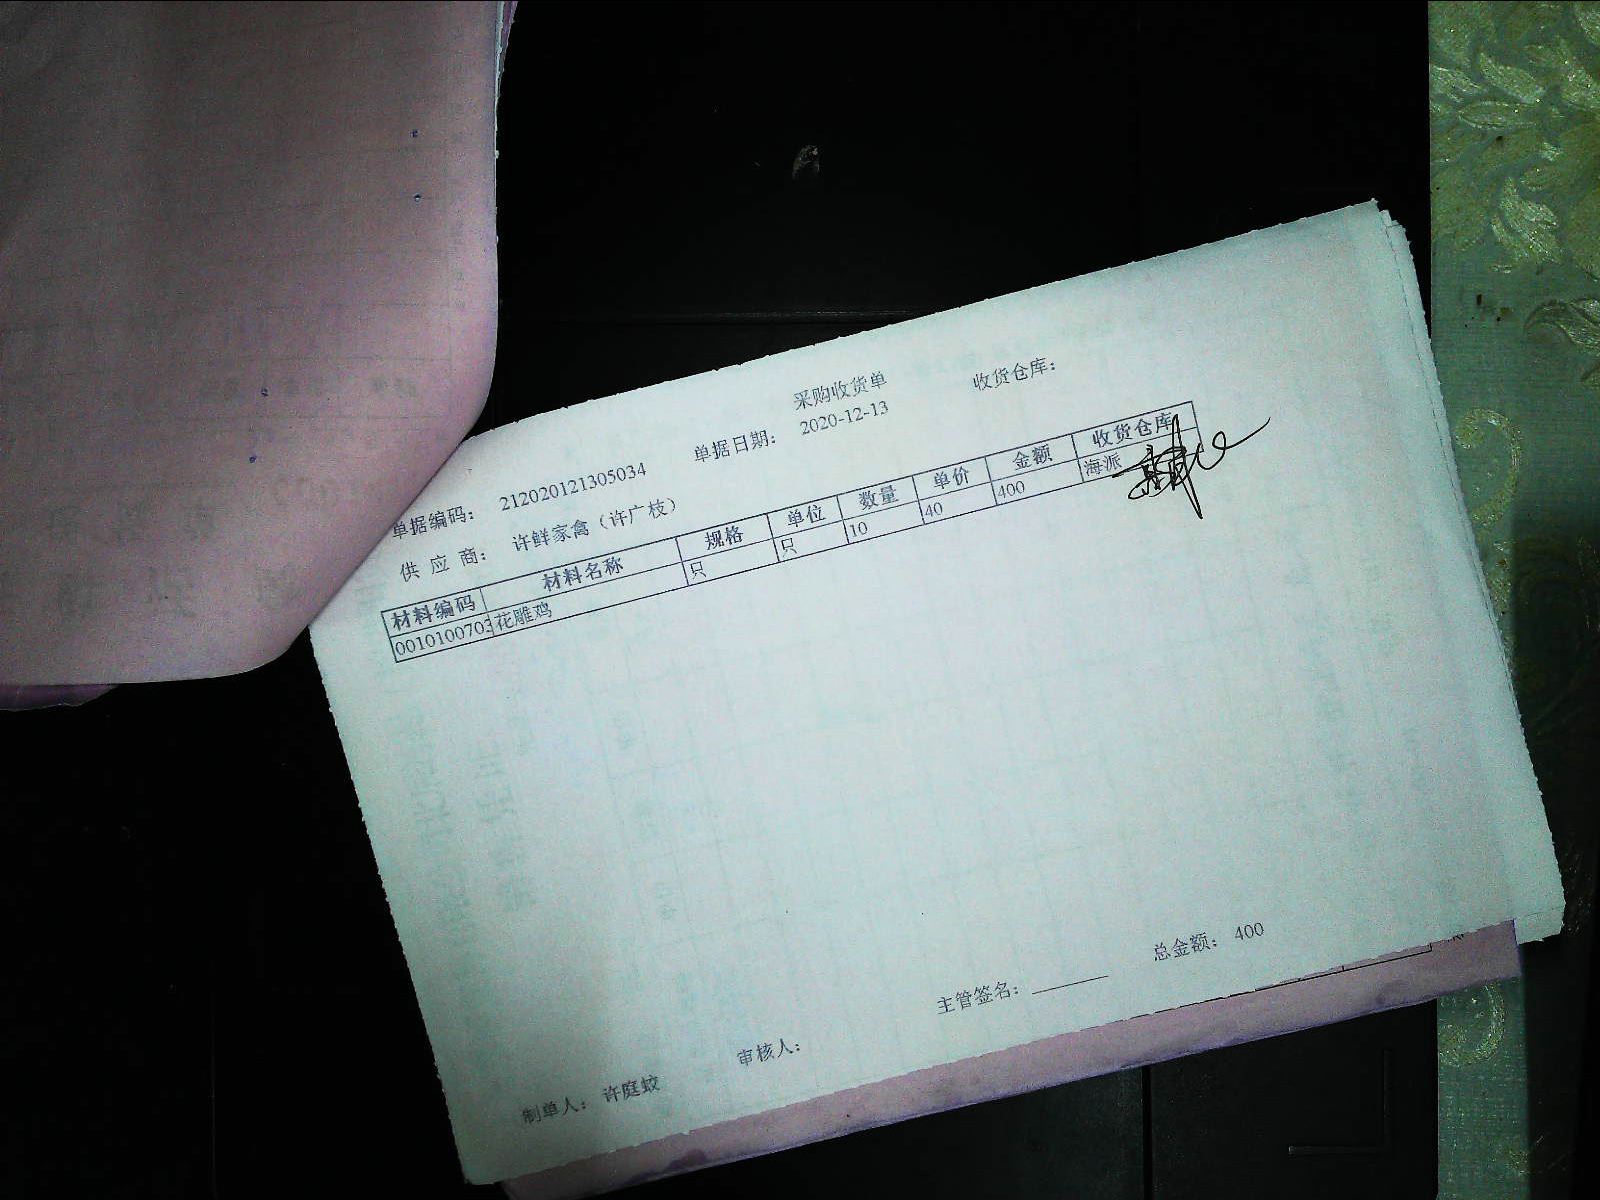 采购收货单
单据编码： 212020121305034 单据日期： 2020-12-13 收货仓库：
供 应 商： 许鲜家禽（许广枝）
材料编码 材料名称 规格 单位 数量 单价 金额 收货仓库
0010100703 花雕鸡 只 只 10 40 400 海派
制单人： 许庭蛟 审核人： 主管签名： 总金额： 400